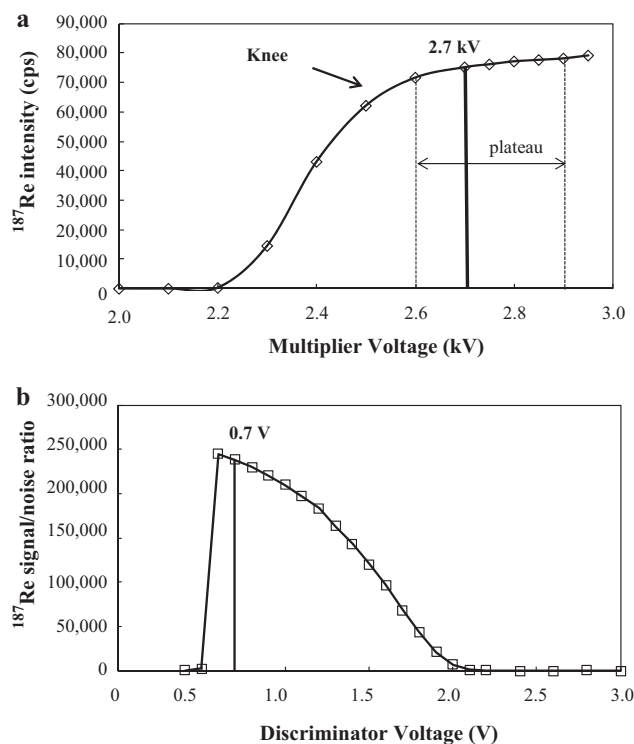 a
90,000
80,000
70,000
60,000
50,000
40,000
30,000
20,000
10,000
0
187Re intensity (cps)
Knee
2.7 kV
plateau
2.0 2.2 2.4 2.6 2.8 3.0
Multiplier Voltage (kV)
b
300,000
250,000
200,000
150,000
100,000
50,000
0
187Re signal/noise ratio
0.7 V
0 0.5 1.0 1.5 2.0 2.5 3.0
Discriminator Voltage (V)